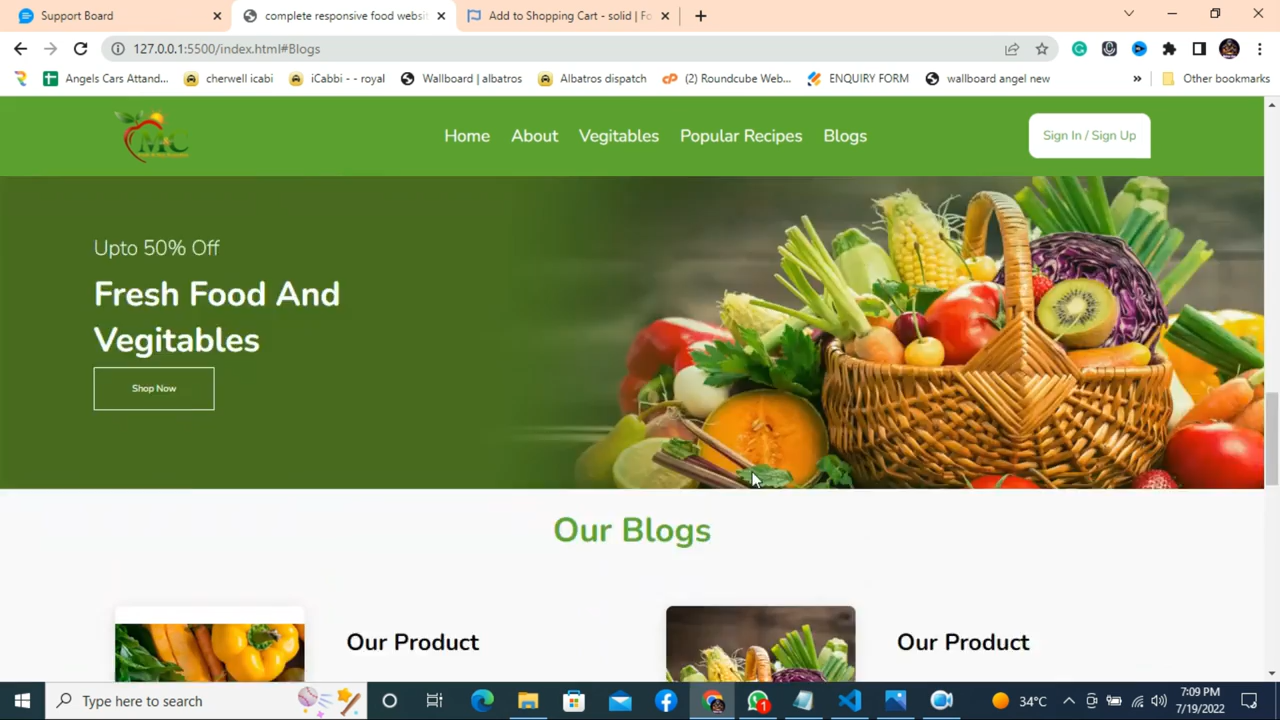 Support Board
complete responsive food websit
Add to Shopping Cart - solid | Fo
127.0.0.1:5500/index.html#Blogs
Angels Cars Attand...
cherwell icabi
iCabbi - - royal
Wallboard | albatros
Albatros dispatch
(2) Roundcube Web...
ENQUIRY FORM
wallboard angel new
»
Other bookmarks
M&C
Home
About
Vegitables
Popular Recipes
Blogs
Sign In / Sign Up
Upto 50% Off
Fresh Food And
Vegitables
Shop Now
Our Blogs
Our Product
Our Product
Type here to search
1
34°C
7:09 PM
7/19/2022